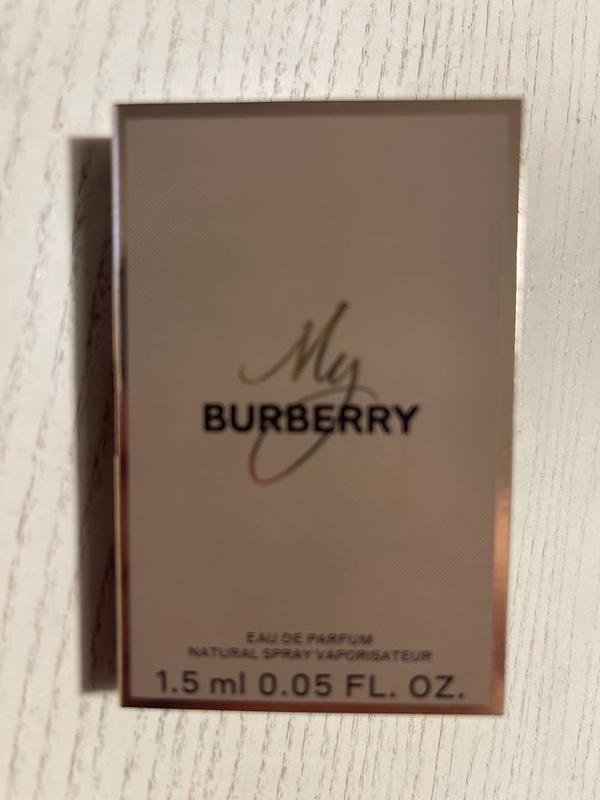 My
BURBERRY
EAU DE PARFUM
NATURAL SPRAY VAPORISATEUR
1.5 ml 0.05 FL. OZ.